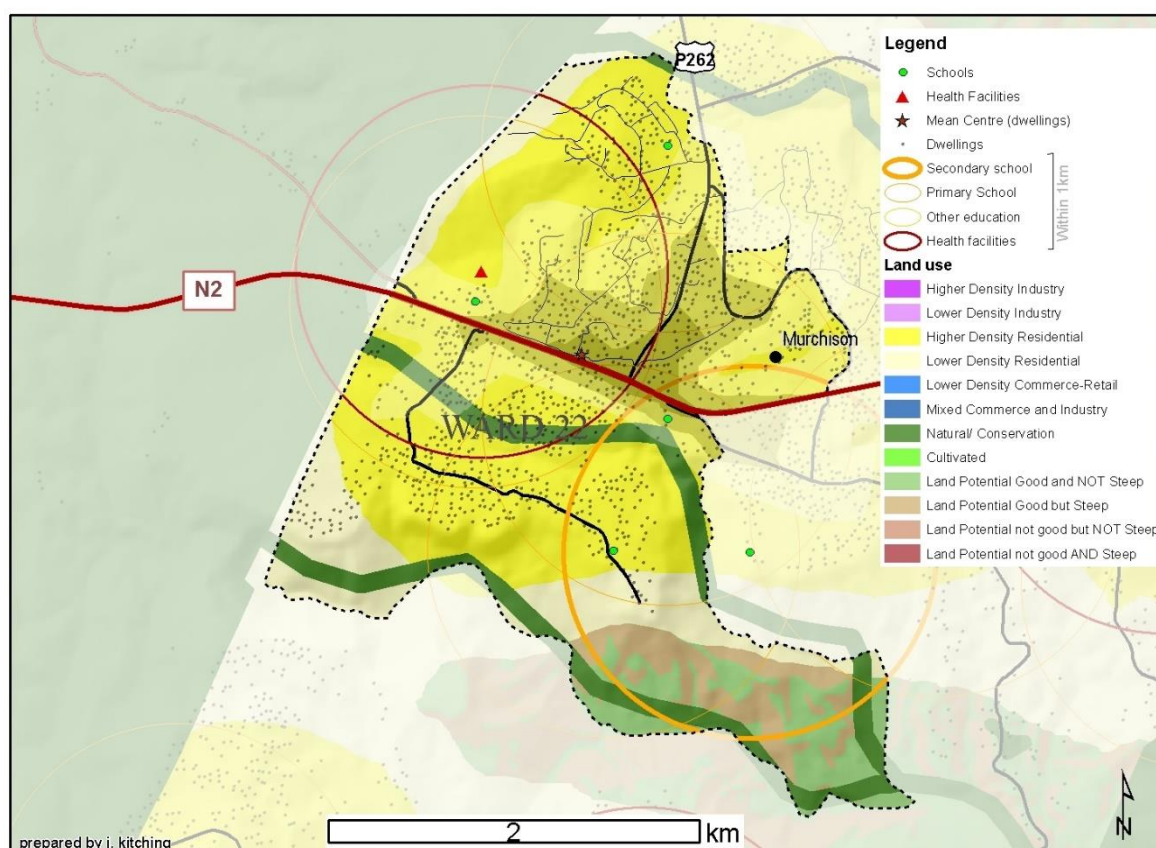 P262
N2
Murchison
WARD 22
Legend
Schools
Health Facilities
Mean Centre (dwellings)
Dwellings
Secondary school
Primary School
Other education
Health facilities
Within 1km
Land use
Higher Density Industry
Lower Density Industry
Higher Density Residential
Lower Density Residential
Lower Density Commerce-Retail
Mixed Commerce and Industry
Natural/ Conservation
Cultivated
Land Potential Good and NOT Steep
Land Potential Good but Steep
Land Potential not good but NOT Steep
Land Potential not good AND Steep
prepared by j. kitching
2
km
N